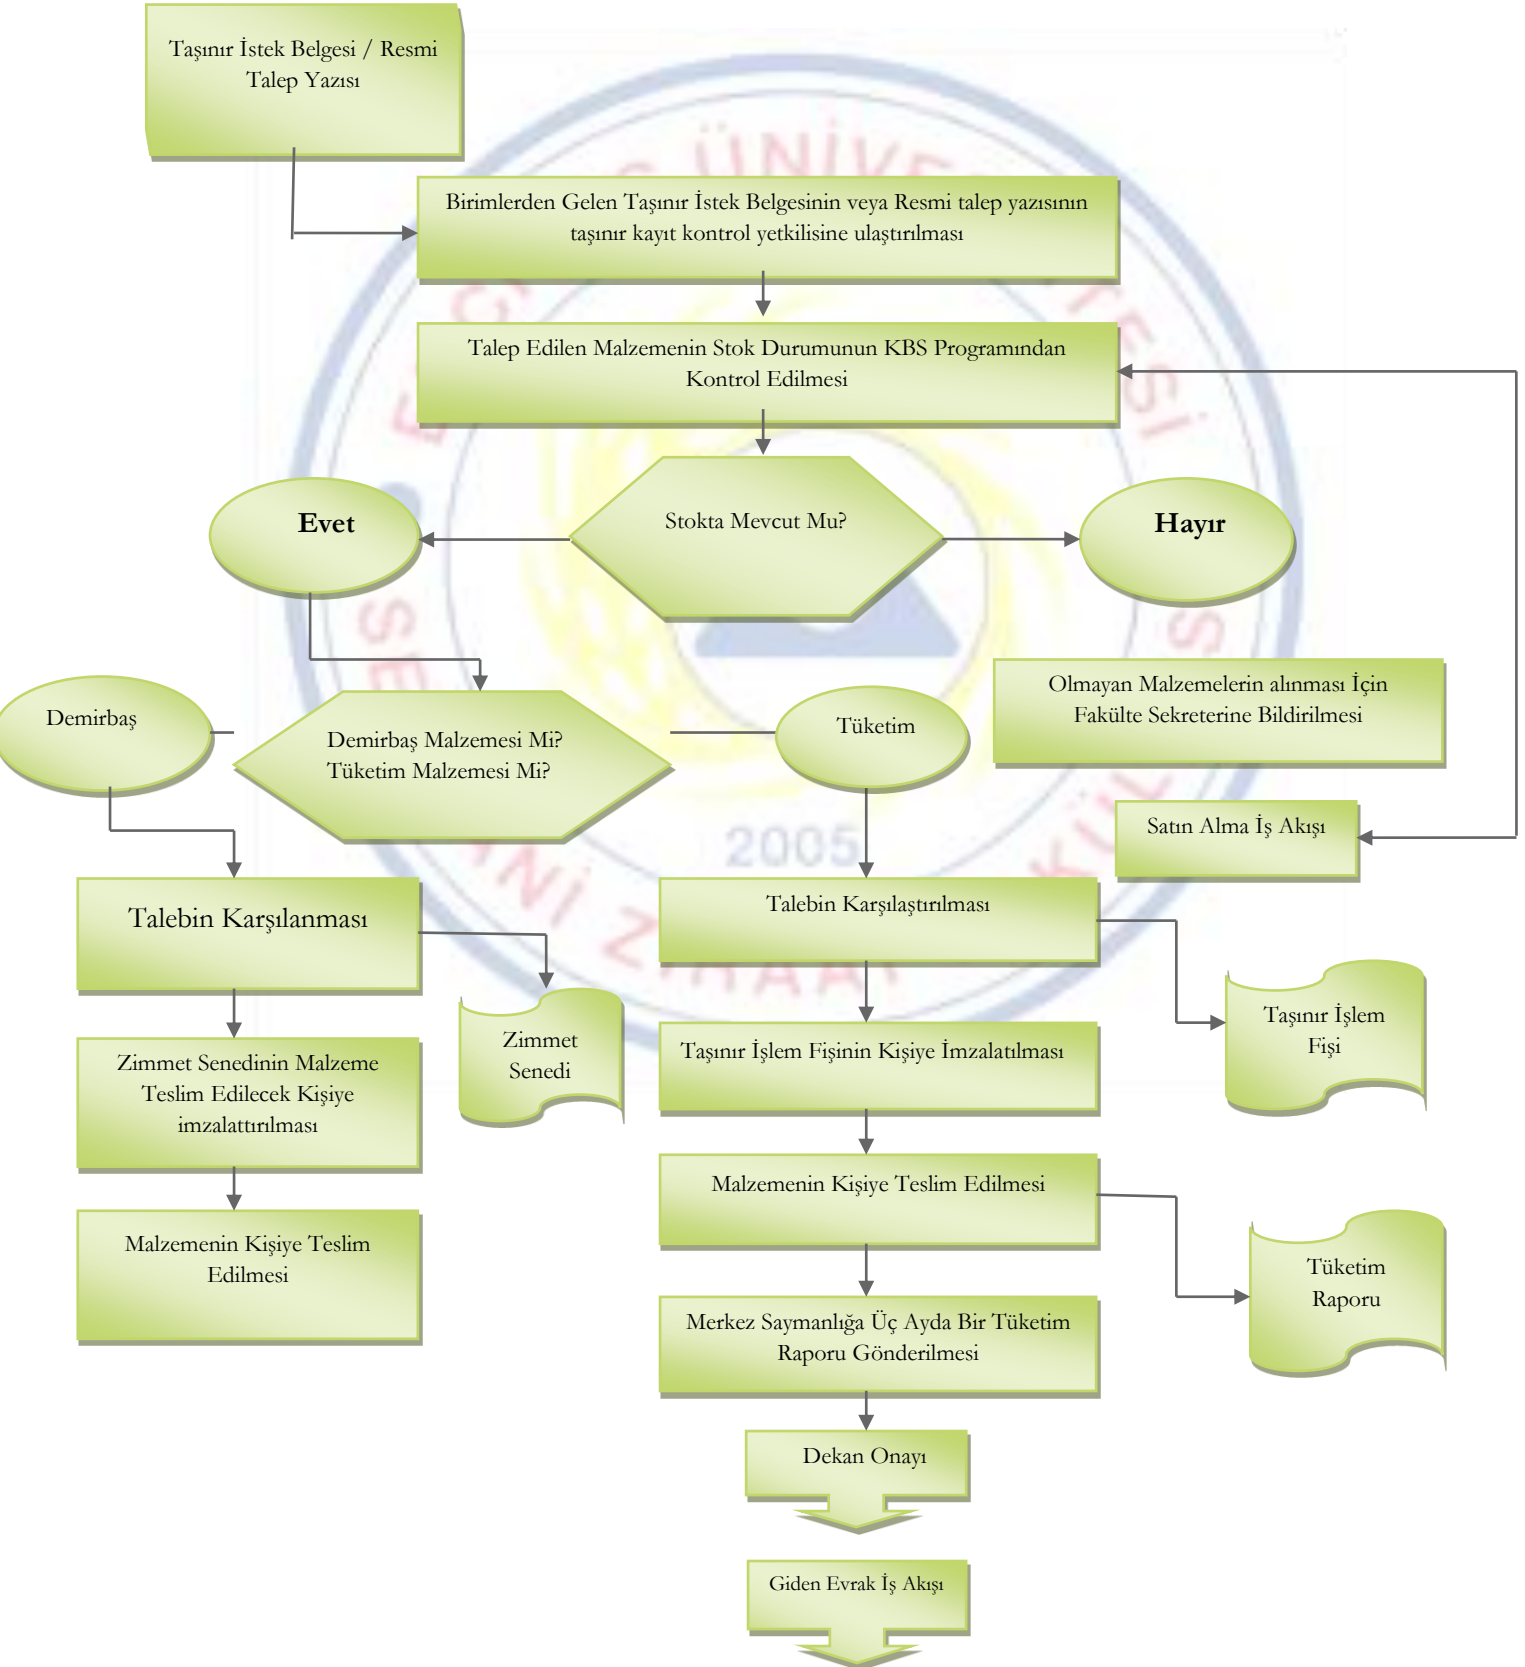 Taşınır İstek Belgesi / Resmi
Talep Yazısı
Birimlerden Gelen Taşınır İstek Belgesinin veya Resmi talep yazısının
taşınır kayıt kontrol yetkilisine ulaştırılması
Talep Edilen Malzemenin Stok Durumunun KBS Programından
Kontrol Edilmesi
Evet
Stokta Mevcut Mu?
Hayır
Olmayan Malzemelerin alınması İçin
Fakülte Sekreterine Bildirilmesi
Demirbaş
Demirbaş Malzemesi Mi?
Tüketim Malzemesi Mi?
Tüketim
Satın Alma İş Akışı
2005
Talebin Karşılanması
Talebin Karşılaştırılması
Zimmet
Senedi
Taşınır İşlem
Fişi
Zimmet Senedinin Malzeme
Teslim Edilecek Kişiye
imzalattırılması
Taşınır İşlem Fişinin Kişiye İmzalatılması
Malzemenin Kişiye Teslim Edilmesi
Malzemenin Kişiye Teslim
Edilmesi
Tüketim
Raporu
Merkez Saymanlığa Üç Ayda Bir Tüketim
Raporu Gönderilmesi
Dekan Onayı
Giden Evrak İş Akışı